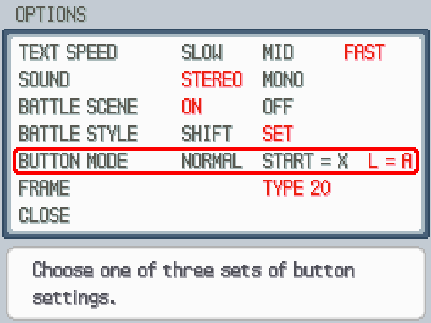 OPTIONS
TEXT SPEED SLOW MID FAST
SOUND STEREO MONO
BATTLE SCENE ON OFF
BATTLE STYLE SHIFT SET
BUTTON MODE NORMAL START = X L = A
FRAME TYPE 20
CLOSE
Choose one of three sets of button
settings.